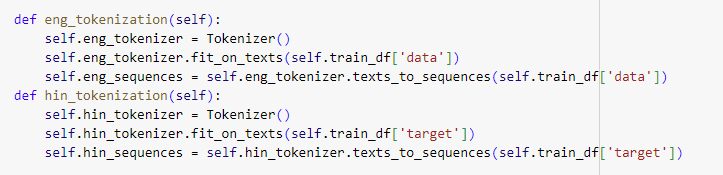 def eng_tokenization(self):
    self.eng_tokenizer = Tokenizer()
    self.eng_tokenizer.fit_on_texts(self.train_df['data'])
    self.eng_sequences = self.eng_tokenizer.texts_to_sequences(self.train_df['data'])
def hin_tokenization(self):
    self.hin_tokenizer = Tokenizer()
    self.hin_tokenizer.fit_on_texts(self.train_df['target'])
    self.hin_sequences = self.hin_tokenizer.texts_to_sequences(self.train_df['target'])